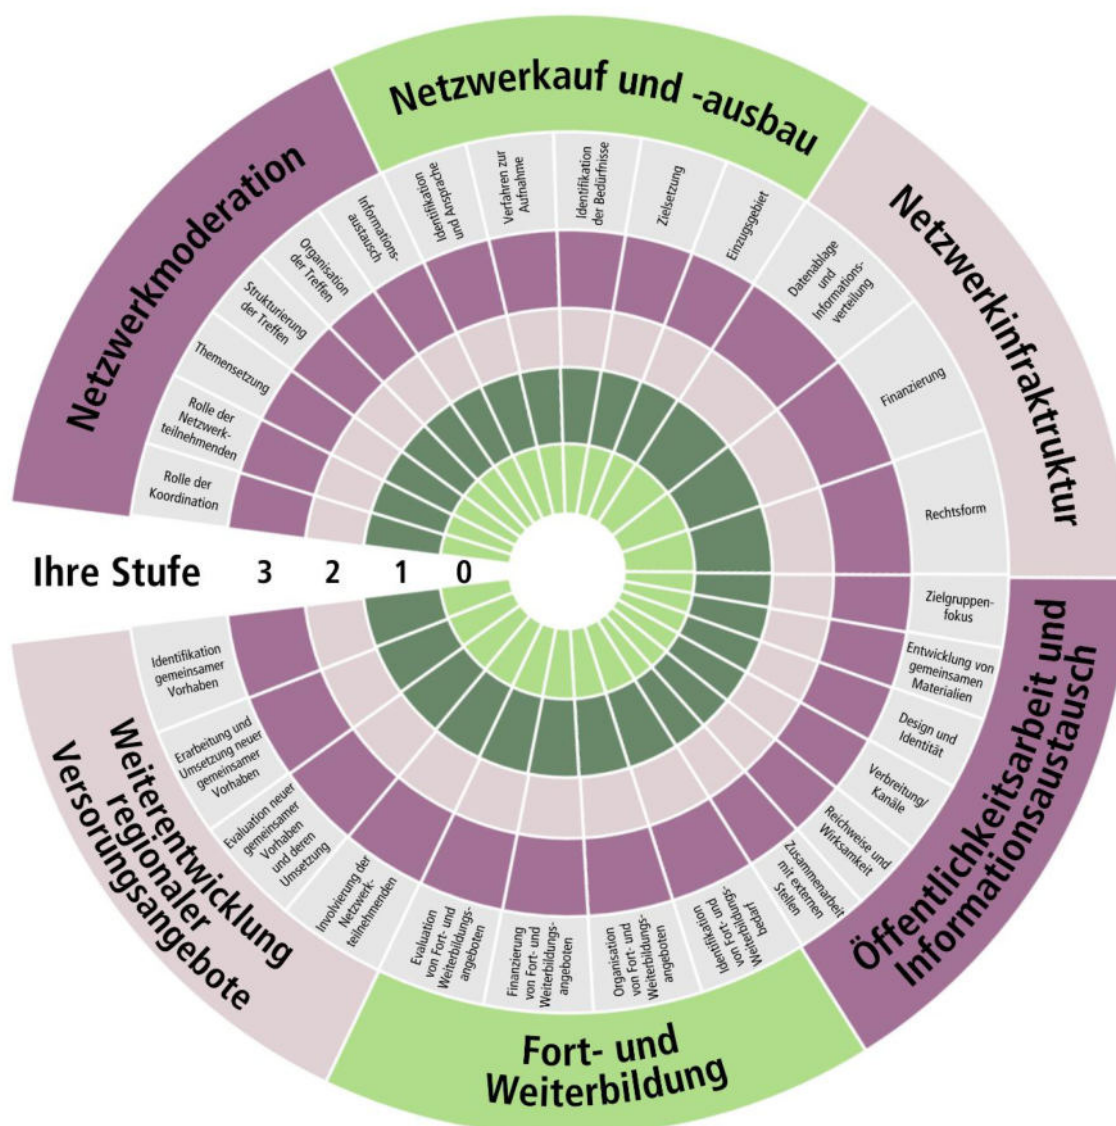 Netzwerkmoderation
Rolle der
Koordination
Rolle der
Netzwerk-
teilnehmenden
Themensetzung
Strukturierung
der Treffen
Organisation
der Treffen
Informations-
austausch
Netzwerkauf und -ausbau
Identifikation
und Ansprache
Verfahren zur
Aufnahme
Identifikation
der Bedürfnisse
Zielsetzung
Einzugsgebiet
Netzwerkinfraktruktur
Datenablage
und
Informations-
verteilung
Finanzierung
Rechtsform
Öffentlichkeitsarbeit und
Informationsaustausch
Zielgruppen-
fokus
Entwicklung von
gemeinsamen
Materialien
Design und
Identität
Verbreitung/
Kanäle
Reichweise und
Wirksamkeit
Zusammenarbeit
mit externen
Stellen
Fort- und
Weiterbildung
Identifikation
von Fort- und
Weiterbildungs-
bedarf
Organisation
von Fort- und
Weiterbildungs-
angeboten
Finanzierung
von Fort- und
Weiterbildungs-
angeboten
Evaluation
von Fort- und
Weiterbildungs-
angeboten
Weiterentwicklung
regionaler
Versorungsangebote
Involvierung der
Netzwerk-
teilnehmenden
Evaluation neuer
gemeinsamer
Vorhaben
und deren
Umsetzung
Erarbeitung und
Umsetzung neuer
gemeinsamer
Vorhaben
Identifikation
gemeinsamer
Vorhaben
Ihre Stufe 3 2 1 0